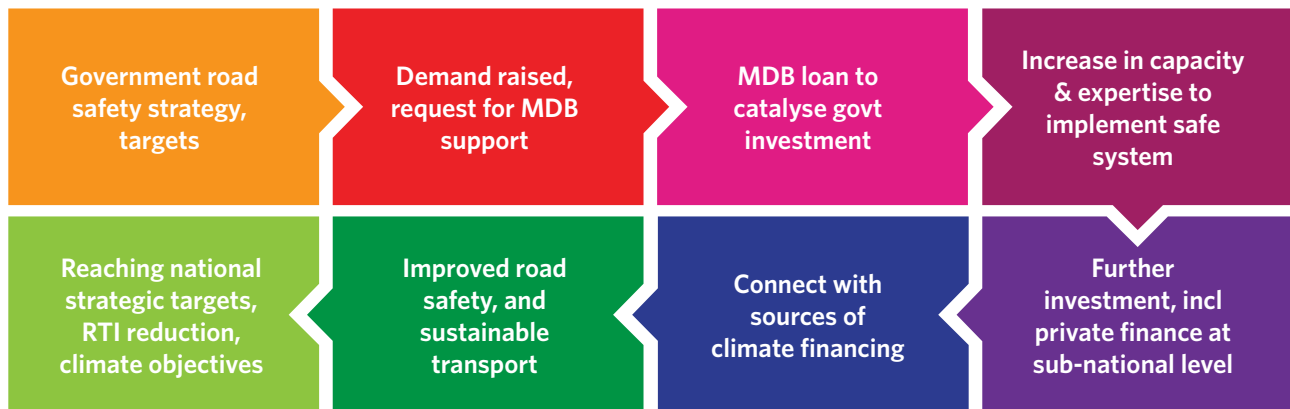 Government road
safety strategy,
targets
Demand raised,
request for MDB
support
MDB loan to
catalyse govt
investment
Increase in capacity
& expertise to
implement safe
system
Further
investment, incl
private finance at
sub-national level
Connect with
sources of
climate financing
Improved road
safety, and
sustainable
transport
Reaching national
strategic targets,
RTI reduction,
climate objectives